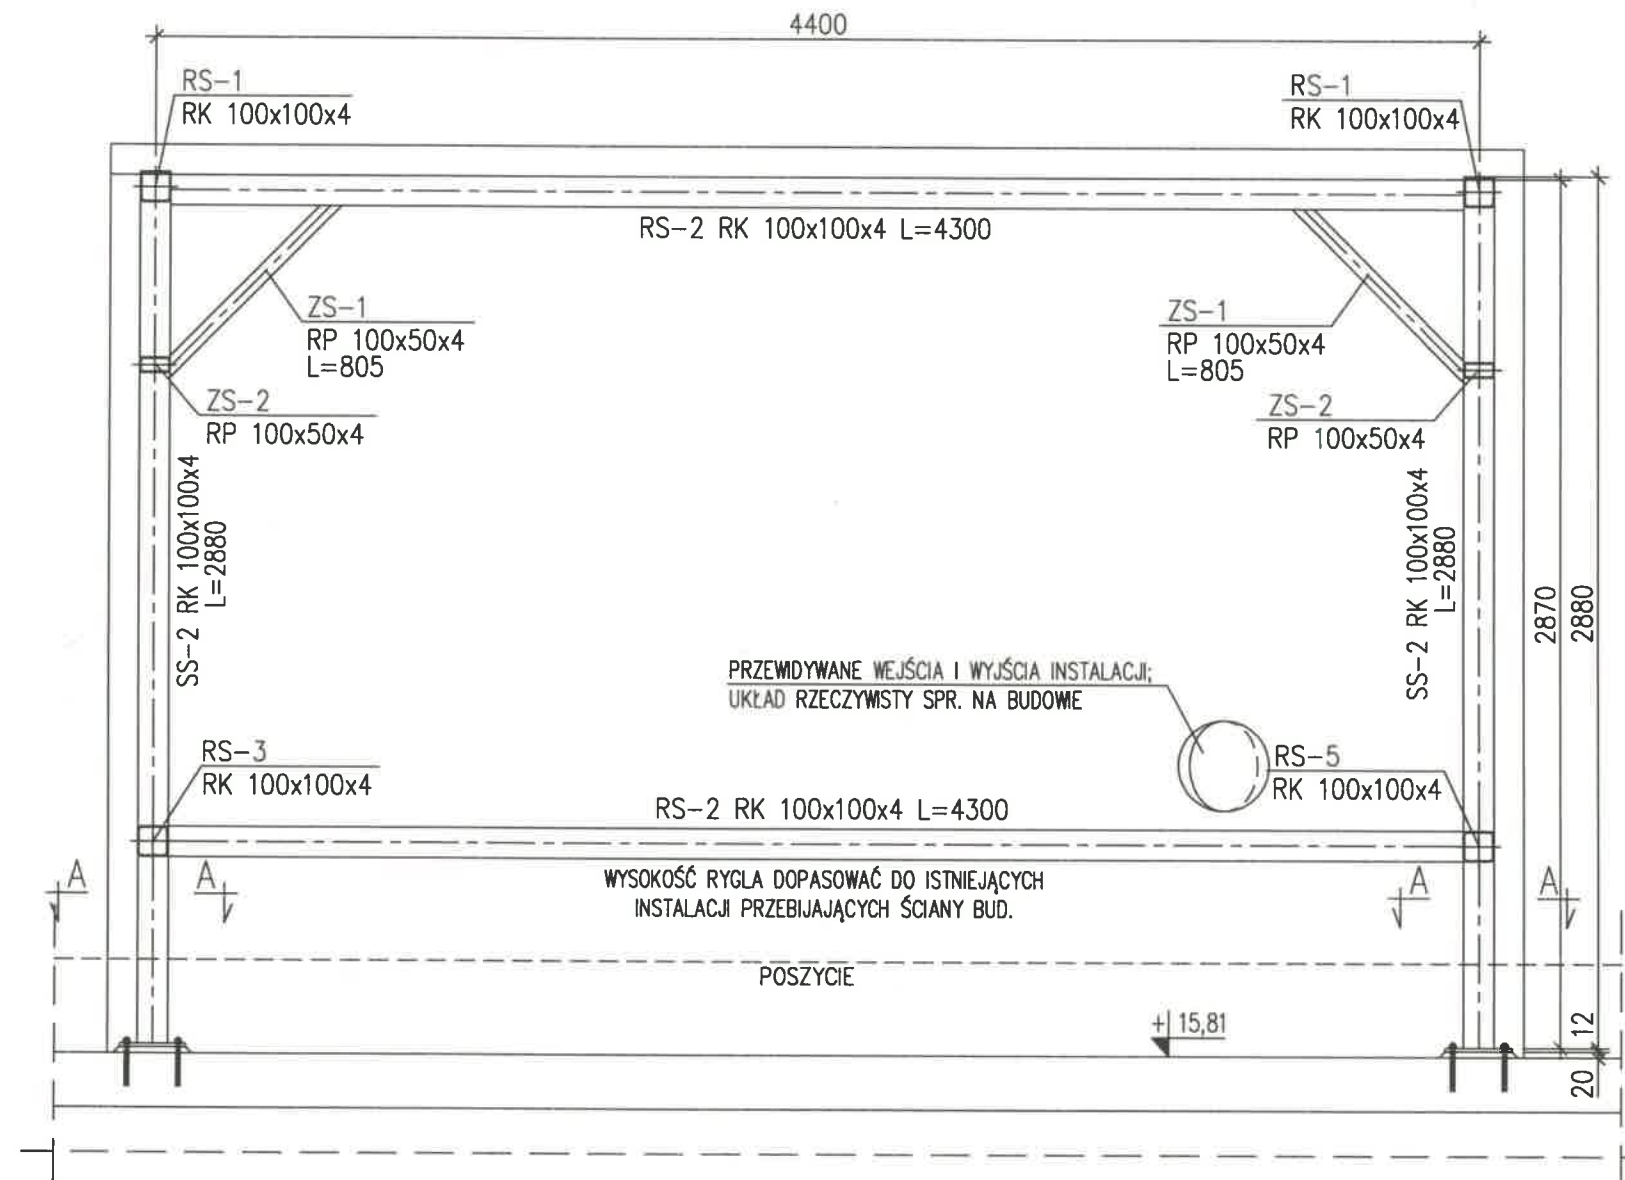 4400
RS-1
RK 100x100x4
RS-1
RK 100x100x4
RS-2 RK 100x100x4 L=4300
ZS-1
RP 100x50x4
L=805
ZS-1
RP 100x50x4
L=805
ZS-2
RP 100x50x4
ZS-2
RP 100x50x4
SS-2 RK 100x100x4
L=2880
SS-2 RK 100x100x4
L=2880
2870
2880
PRZEWIDYWANE WEJŚCIA I WYJŚCIA INSTALACJI;
UKŁAD RZECZYWISTY SPR. NA BUDOWIE
RS-3
RK 100x100x4
RS-5
RK 100x100x4
RS-2 RK 100x100x4 L=4300
A
A
WYSOKOŚĆ RYGLA DOPASOWAĆ DO ISTNIEJĄCYCH
INSTALACJI PRZEBIJAJĄCYCH ŚCIANY BUD.
A
A
POSZYCIE
+ 15,81
12
20